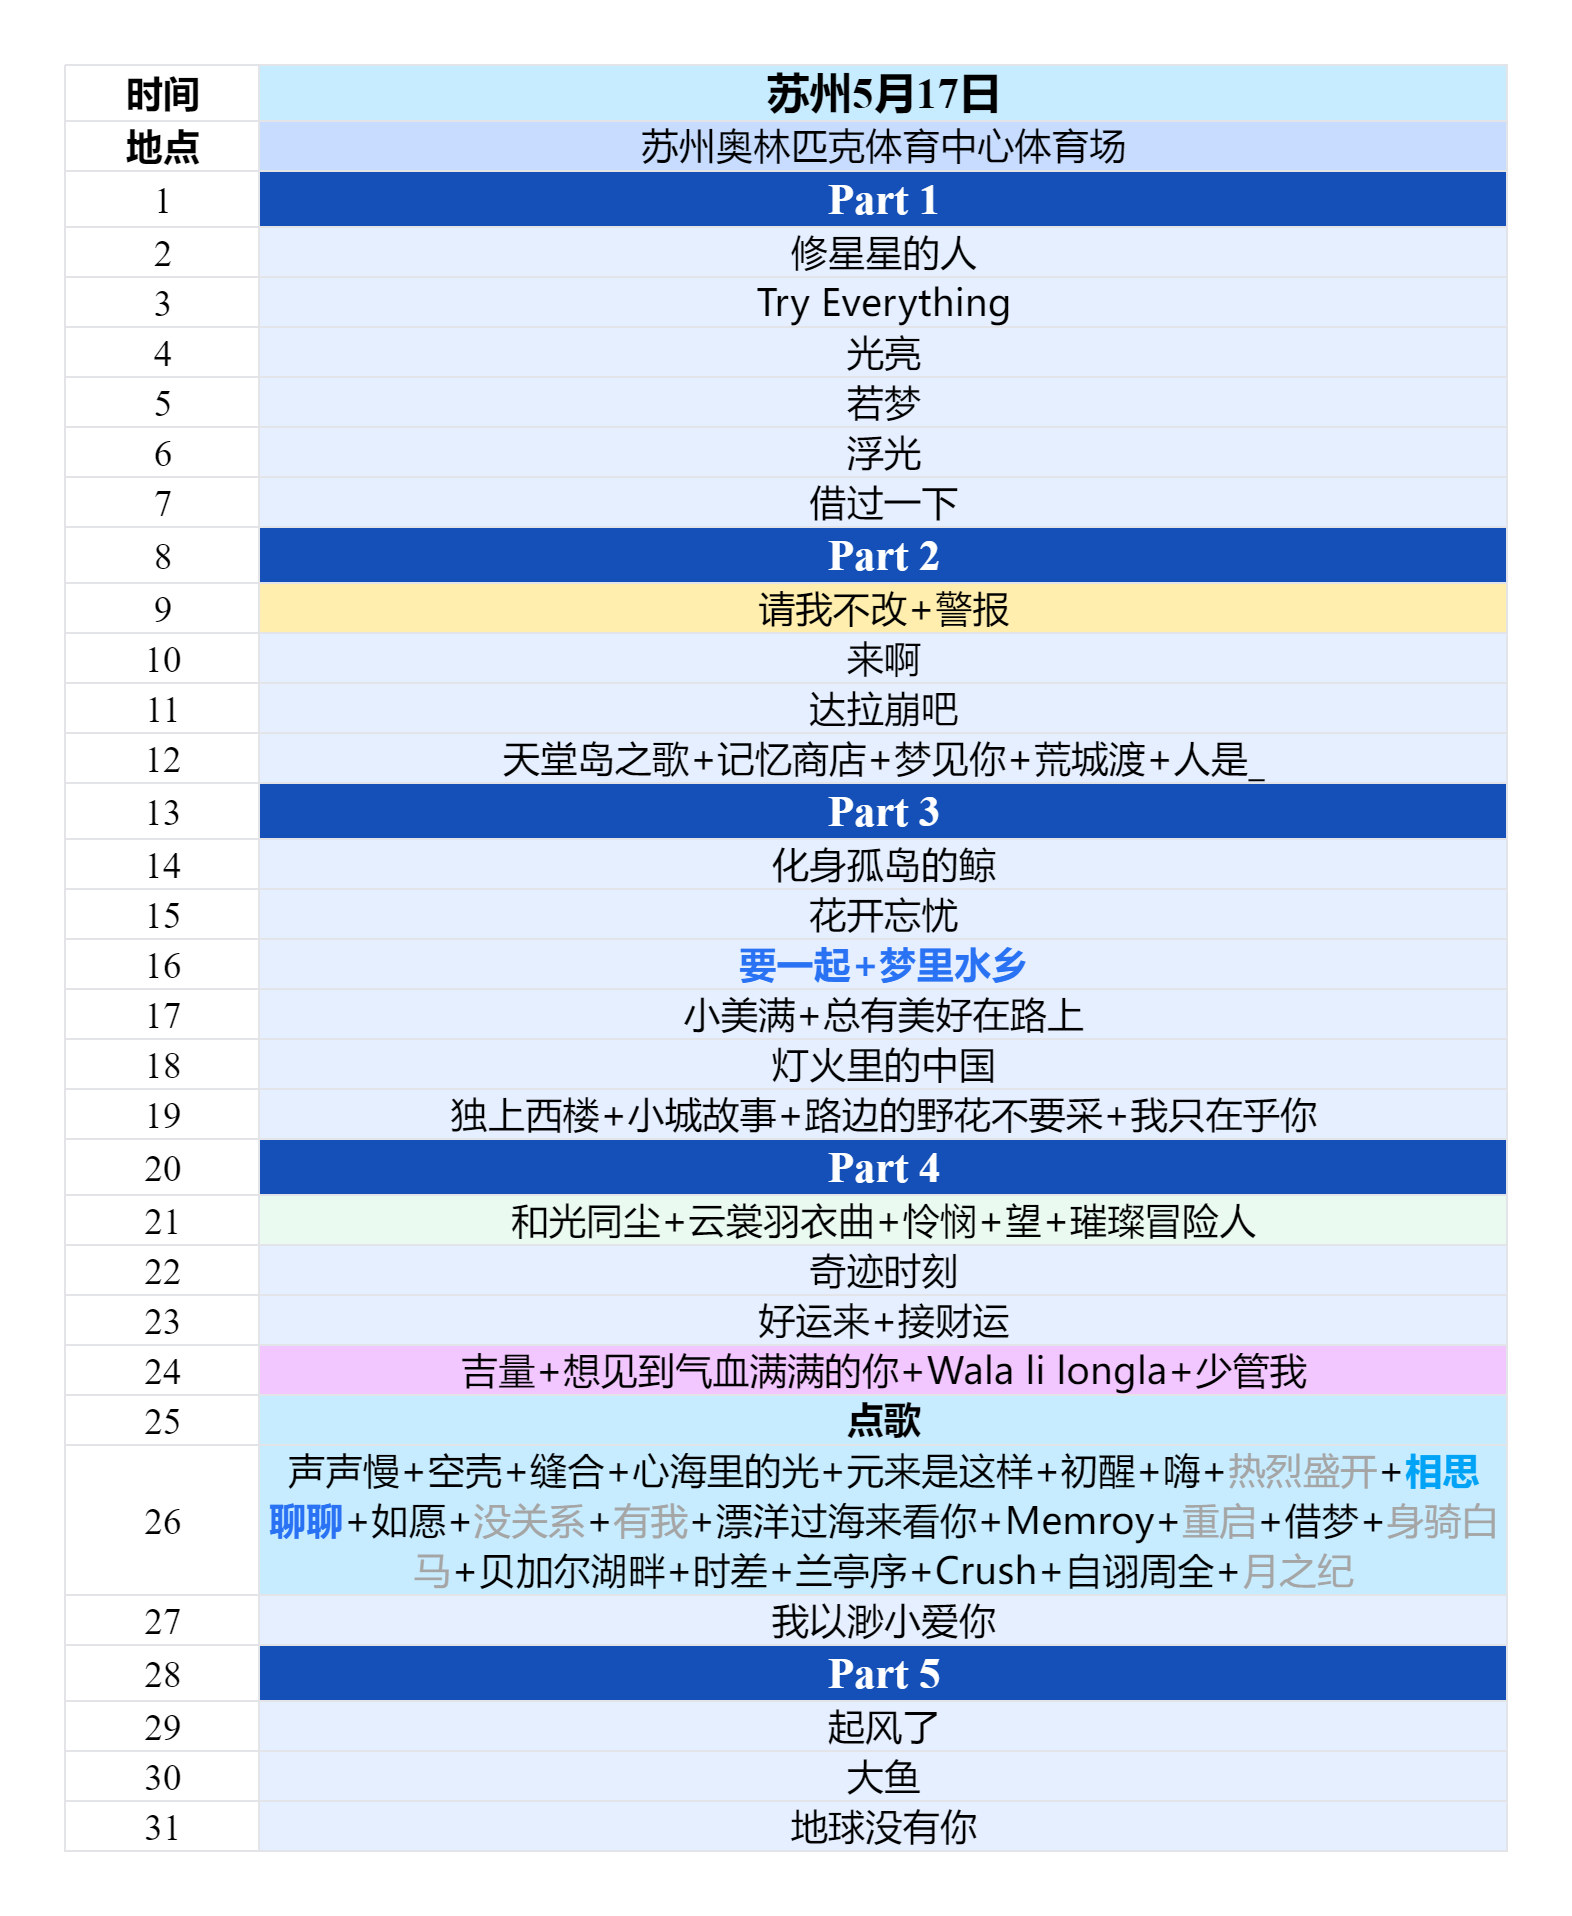 时间 苏州5月17日
地点 苏州奥林匹克体育中心体育场
1 Part 1
2 修星星的人
3 Try Everything
4 光亮
5 若梦
6 浮光
7 借过一下
8 Part 2
9 请我不改+警报
10 来啊
11 达拉崩吧
12 天堂岛之歌+记忆商店+梦见你+荒城渡+人是_
13 Part 3
14 化身孤岛的鲸
15 花开忘忧
16 要一起+梦里水乡
17 小美满+总有美好在路上
18 灯火里的中国
19 独上西楼+小城故事+路边的野花不要采+我只在乎你
20 Part 4
21 和光同尘+云裳羽衣曲+怜悯+望+璀璨冒险人
22 奇迹时刻
23 好运来+接财运
24 吉量+想见到气血满满的你+Wala li longla+少管我
25 点歌
26 声声慢+空壳+缝合+心海里的光+元来是这样+初醒+嗨+热烈盛开+相思
聊聊+如愿+没关系+有我+漂洋过海来看你+Memroy+重启+借梦+身骑白
马+贝加尔湖畔+时差+兰亭序+Crush+自诩周全+月之纪
27 我以渺小爱你
28 Part 5
29 起风了
30 大鱼
31 地球没有你